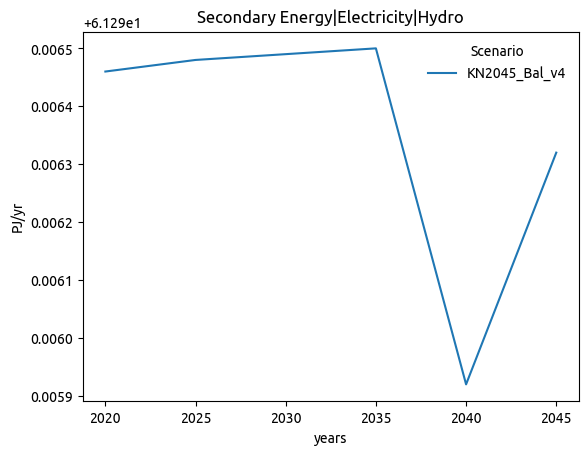 Secondary Energy|Electricity|Hydro
+6.129e1
Scenario
KN2045_Bal_v4
PJ/yr
0.0065
0.0064
0.0063
0.0062
0.0061
0.0060
0.0059
2020 2025 2030 2035 2040 2045
years